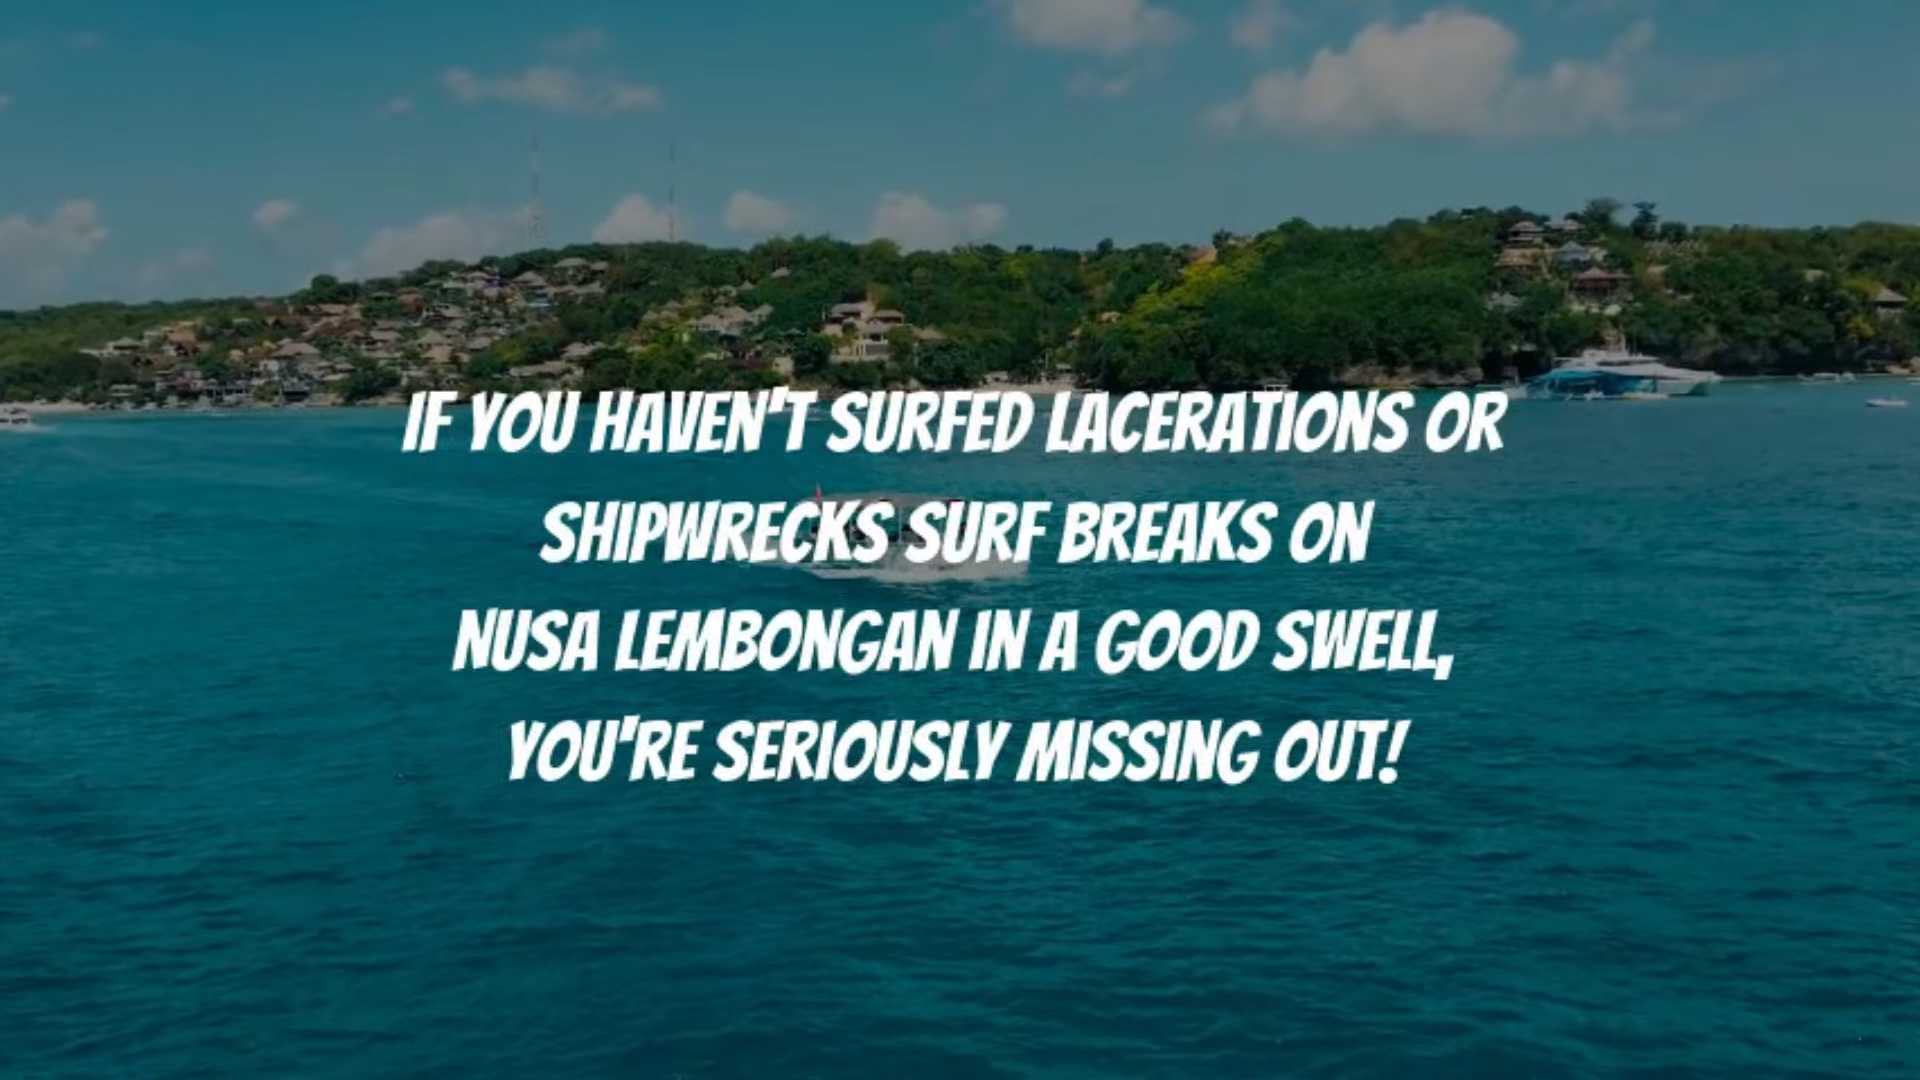 IF YOU HAVEN'T SURFED LACERATIONS OR
SHIPWRECKS SURF BREAKS ON
NUSA LEMBONGAN IN A GOOD SWELL,
YOU'RE SERIOUSLY MISSING OUT!